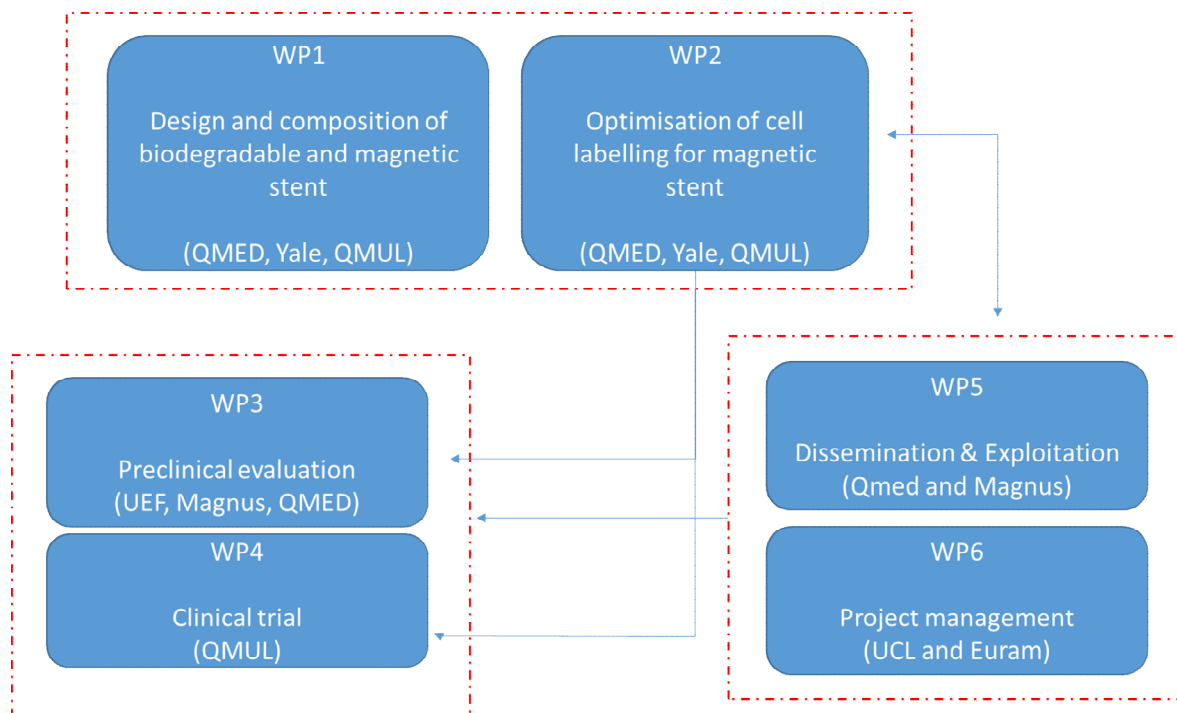 WP1
Design and composition of
biodegradable and magnetic
stent
(QMED, Yale, QMUL)
WP2
Optimisation of cell
labelling for magnetic
stent
(QMED, Yale, QMUL)
WP3
Preclinical evaluation
(UEF, Magnus, QMED)
WP4
Clinical trial
(QMUL)
WP5
Dissemination & Exploitation
(Qmed and Magnus)
WP6
Project management
(UCL and Euram)